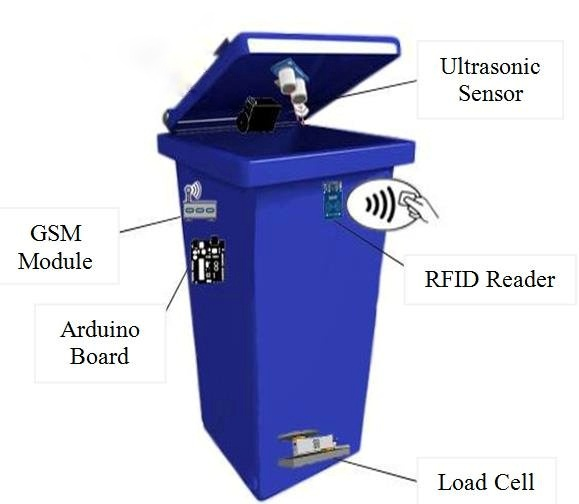 Ultrasonic
Sensor
GSM
Module
RFID Reader
Arduino
Board
Load Cell